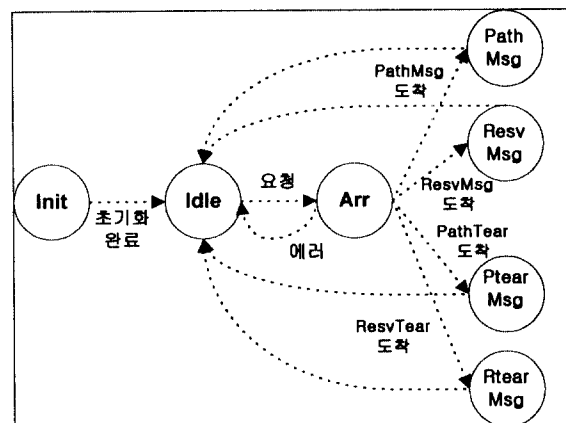 Path
Msg
PathMsg
도착
Resv
Msg
Init
Idle
요청
Arr
ResvMsg
도착
초기화
완료
에러
PathTear
도착
Ptear
Msg
ResvTear
도착
Rtear
Msg